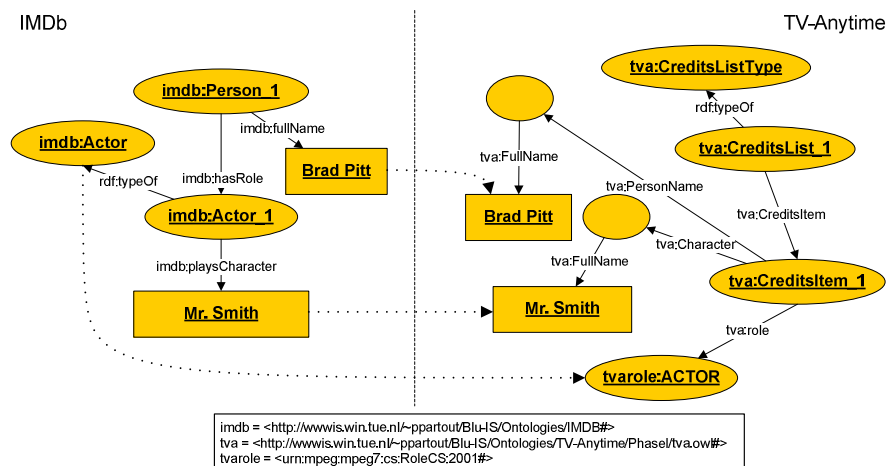 IMDb
TV-Anytime
tva:CreditsListType
imdb:Person_1
rdf:typeOf
imdb:fullName
imdb:Actor
tva:CreditsList_1
tva:FullName
Brad Pitt
rdf:typeOf
imdb:hasRole
tva:PersonName
imdb:Actor_1
Brad Pitt
tva:CreditsItem
tva:Character
tva:FullName
imdb:playsCharacter
tva:CreditsItem_1
Mr. Smith
Mr. Smith
tva:role
tvarole:ACTOR
imdb = <http://wwwis.win.tue.nl/~ppartout/Blu-IS/Ontologies/IMDB#>
tva = <http://wwwis.win.tue.nl/~ppartout/Blu-IS/Ontologies/TV-Anytime/PhaseI/tva.owl#>
tvarole = <urn:mpeg:mpeg7:cs:RoleCS:2001#>